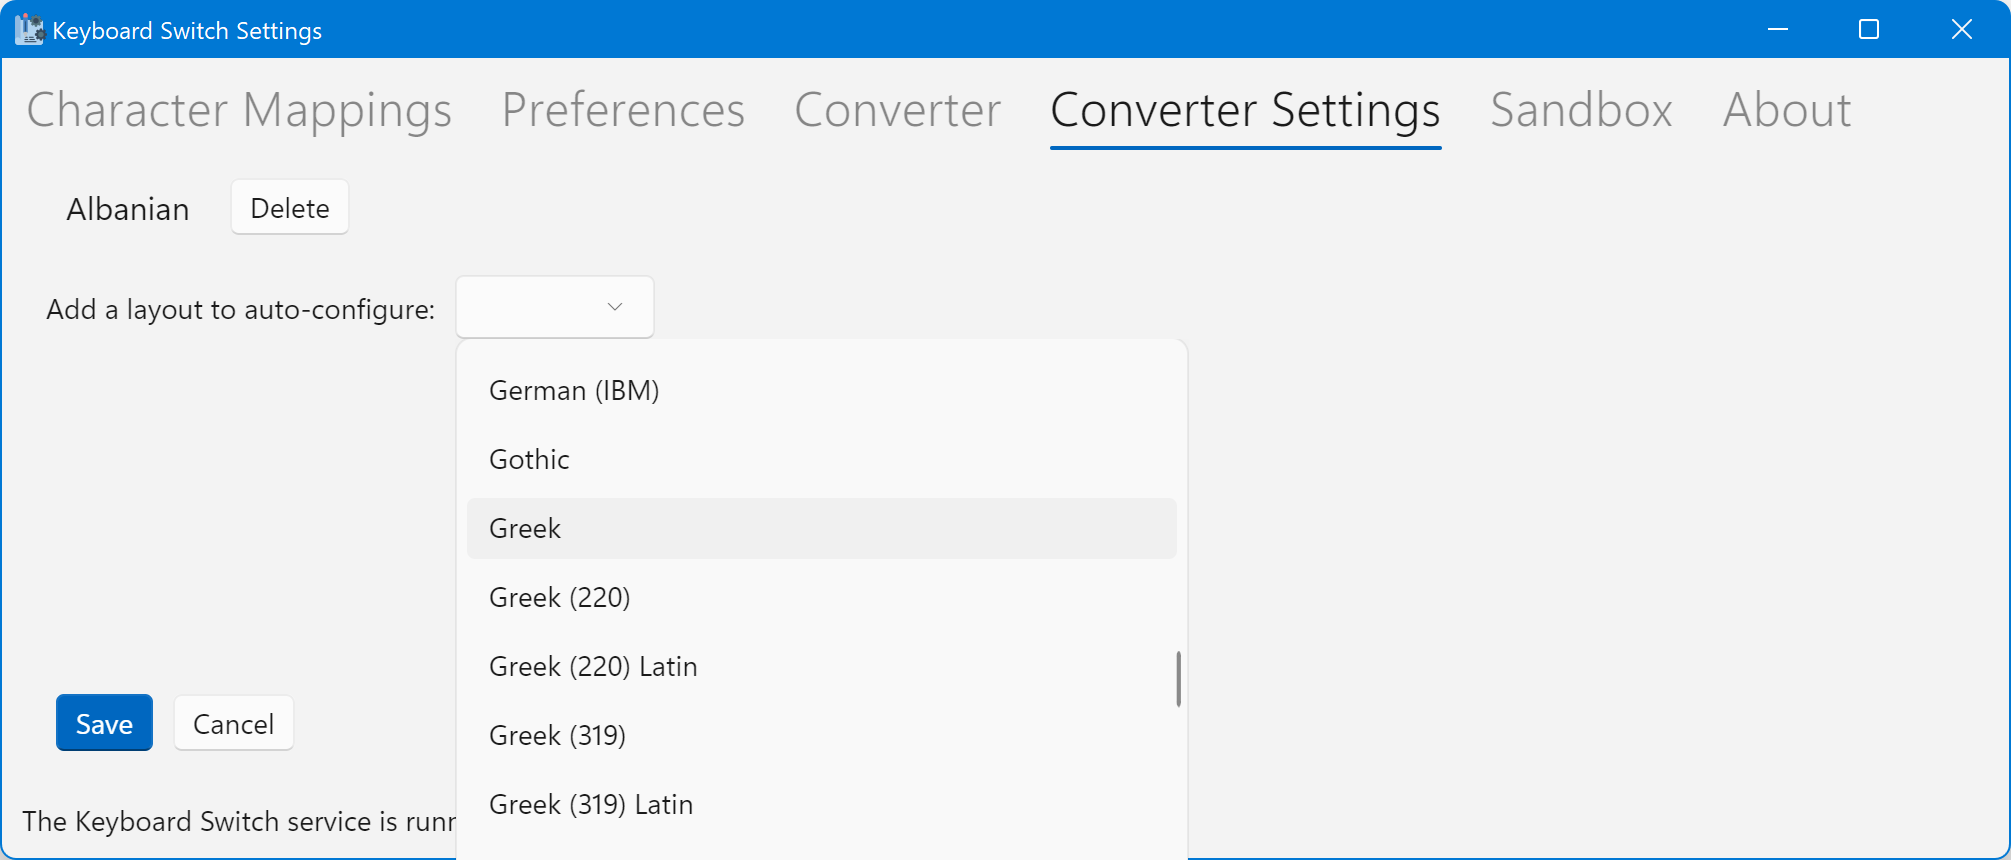 Keyboard Switch Settings
Character Mappings Preferences Converter Converter Settings Sandbox About
Albanian Delete
Add a layout to auto-configure:
German (IBM)
Gothic
Greek
Greek (220)
Greek (220) Latin
Greek (319)
Greek (319) Latin
Save Cancel
The Keyboard Switch service is